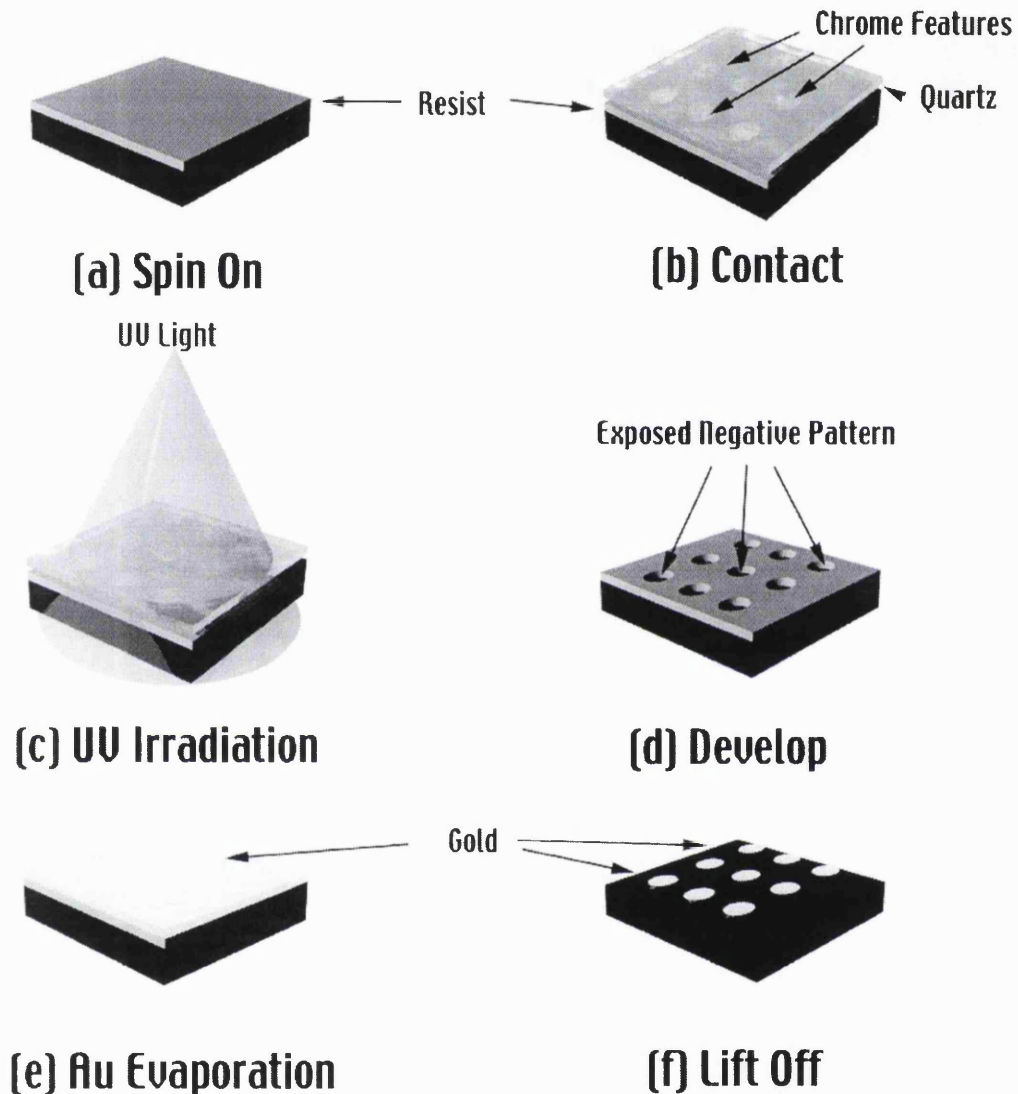 Chrome Features
Resist
Quartz
(a) Spin On
(b) Contact
UV Light
Exposed Negative Pattern
(c) UV Irradiation
(d) Develop
Gold
(e) Au Evaporation
(f) Lift Off